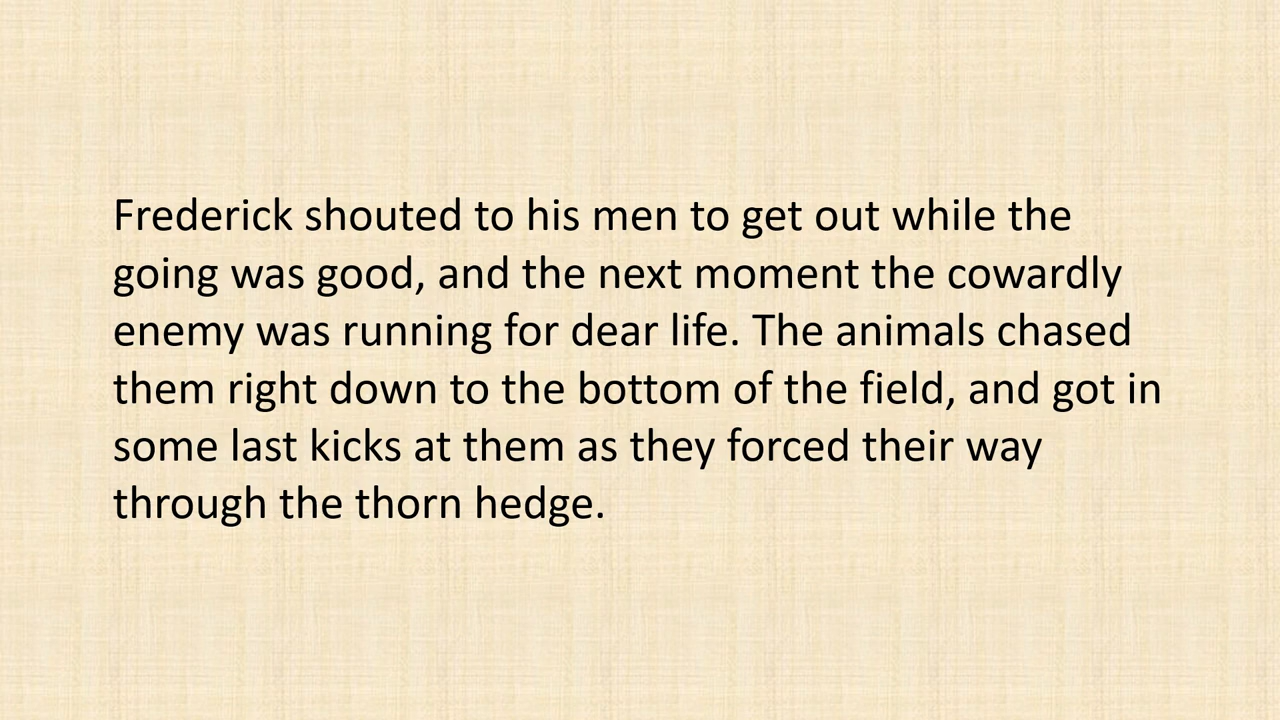 Frederick shouted to his men to get out while the
going was good, and the next moment the cowardly
enemy was running for dear life. The animals chased
them right down to the bottom of the field, and got in
some last kicks at them as they forced their way
through the thorn hedge.